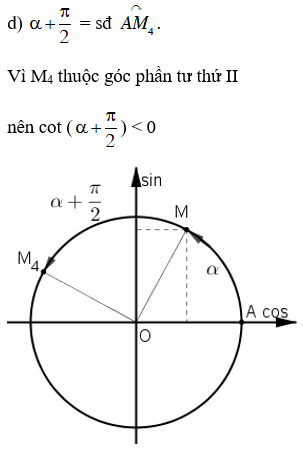 d) α + π/2 = sđ AM₄.
Vì M₄ thuộc góc phần tư thứ II
nên cot (α + π/2) < 0
sin
α + π/2
M
M₄
α
A cos
O